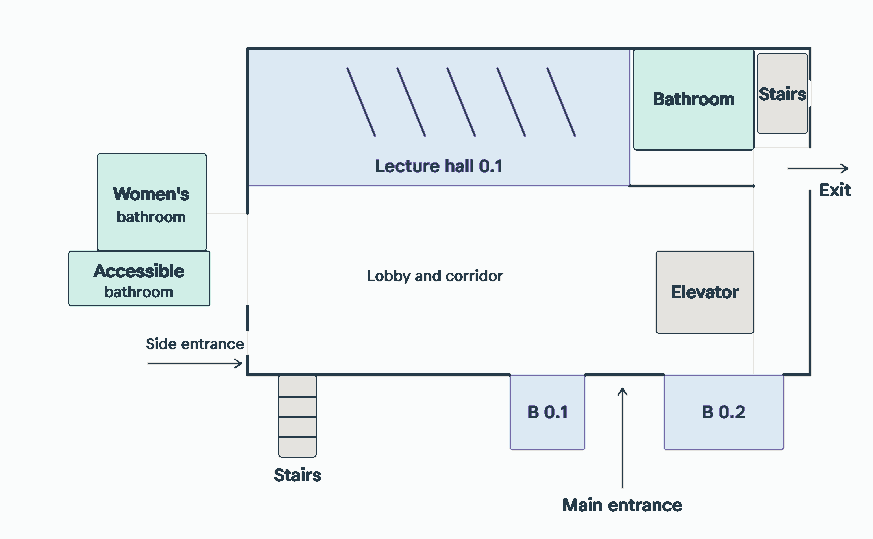 Bathroom
Stairs
Lecture hall 0.1
Exit
Women's
bathroom
Accessible
bathroom
Lobby and corridor
Elevator
Side entrance
B 0.1
B 0.2
Stairs
Main entrance